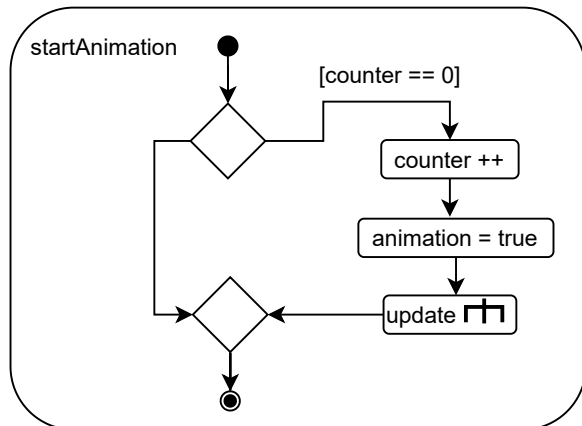 startAnimation
[counter == 0]
counter ++
animation = true
update